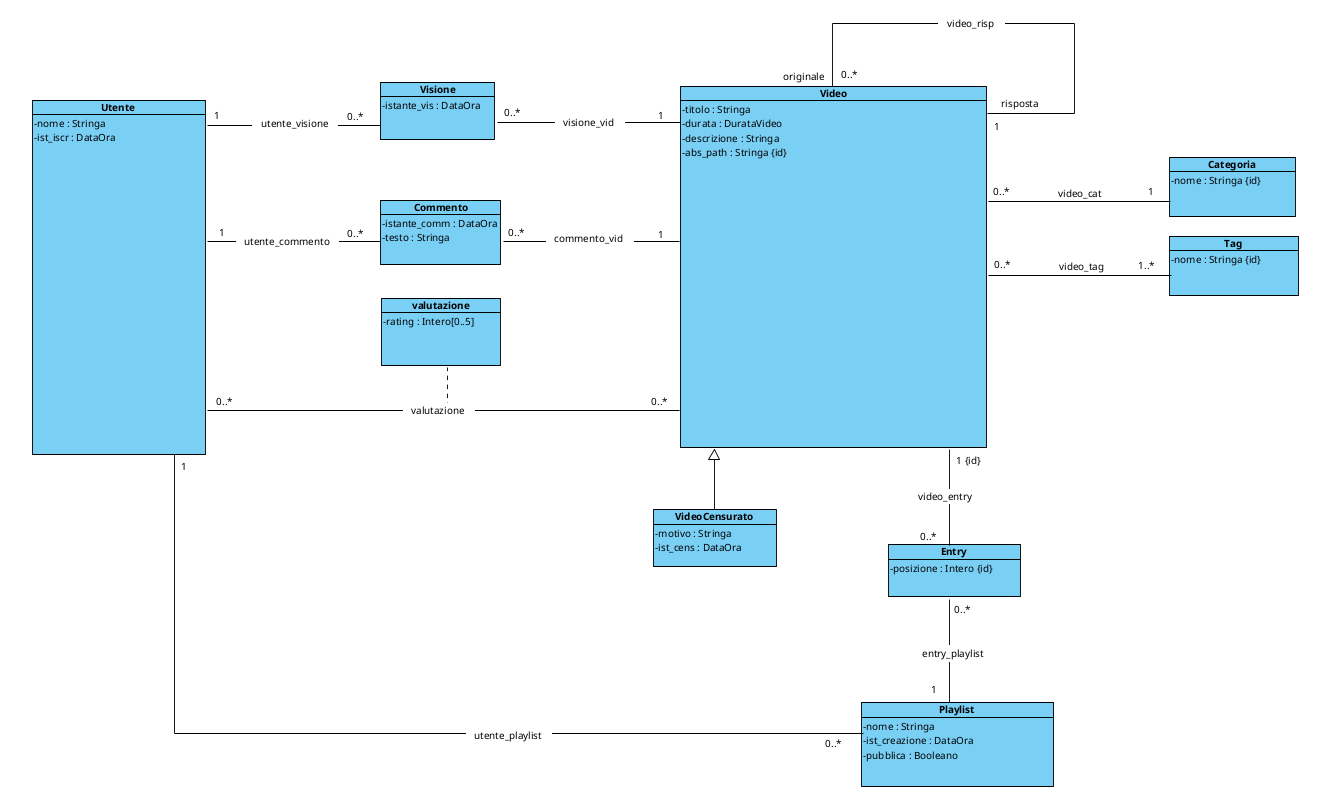 video_risp
originale
0..*
risposta
1
Utente
-nome : Stringa
-ist_iscr : DataOra
1
utente_visione
0..*
Visione
-istante_vis : DataOra
0..*
visione_vid
1
Video
-titolo : Stringa
-durata : DurataVideo
-descrizione : Stringa
-abs_path : Stringa {id}
0..*
video_cat
1
Categoria
-nome : Stringa {id}
1
utente_commento
0..*
Commento
-istante_comm : DataOra
-testo : Stringa
0..*
commento_vid
1
0..*
video_tag
1..*
Tag
-nome : Stringa {id}
valutazione
-rating : Intero[0..5]
0..*
valutazione
0..*
1
1 {id}
video_entry
0..*
VideoCensurato
-motivo : Stringa
-ist_cens : DataOra
Entry
-posizione : Intero {id}
0..*
entry_playlist
1
Playlist
-nome : Stringa
-ist_creazione : DataOra
-pubblica : Booleano
utente_playlist
0..*